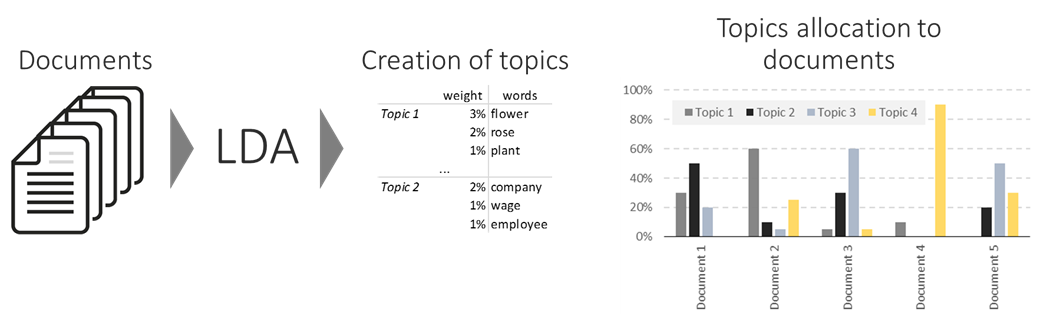 Documents
LDA
Creation of topics
weight words
Topic 1 3% flower
2% rose
1% plant
...
Topic 2 2% company
1% wage
1% employee
Topics allocation to
documents
100%
80%
60%
40%
20%
0%
Topic 1 Topic 2 Topic 3 Topic 4
Document 1
Document 2
Document 3
Document 4
Document 5